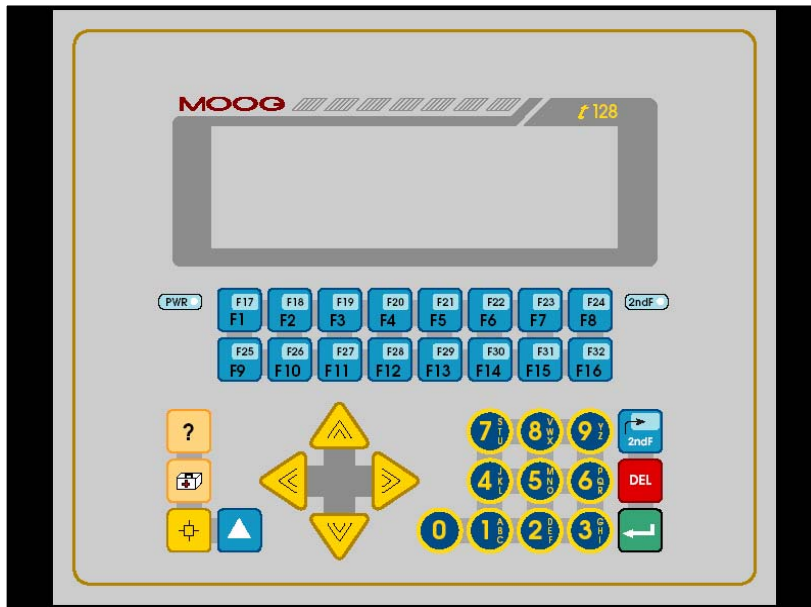 MOOG
t 128
PWR
F17 F18 F19 F20 F21 F22 F23 F24
F1 F2 F3 F4 F5 F6 F7 F8
2ndF
F25 F26 F27 F28 F29 F30 F31 F32
F9 F10 F11 F12 F13 F14 F15 F16
?
7 STU 8 VWX 9 YZ
2ndF
4 JKL 5 MNO 6 PQR
DEL
0 1 ABC 2 DEF 3 GHI